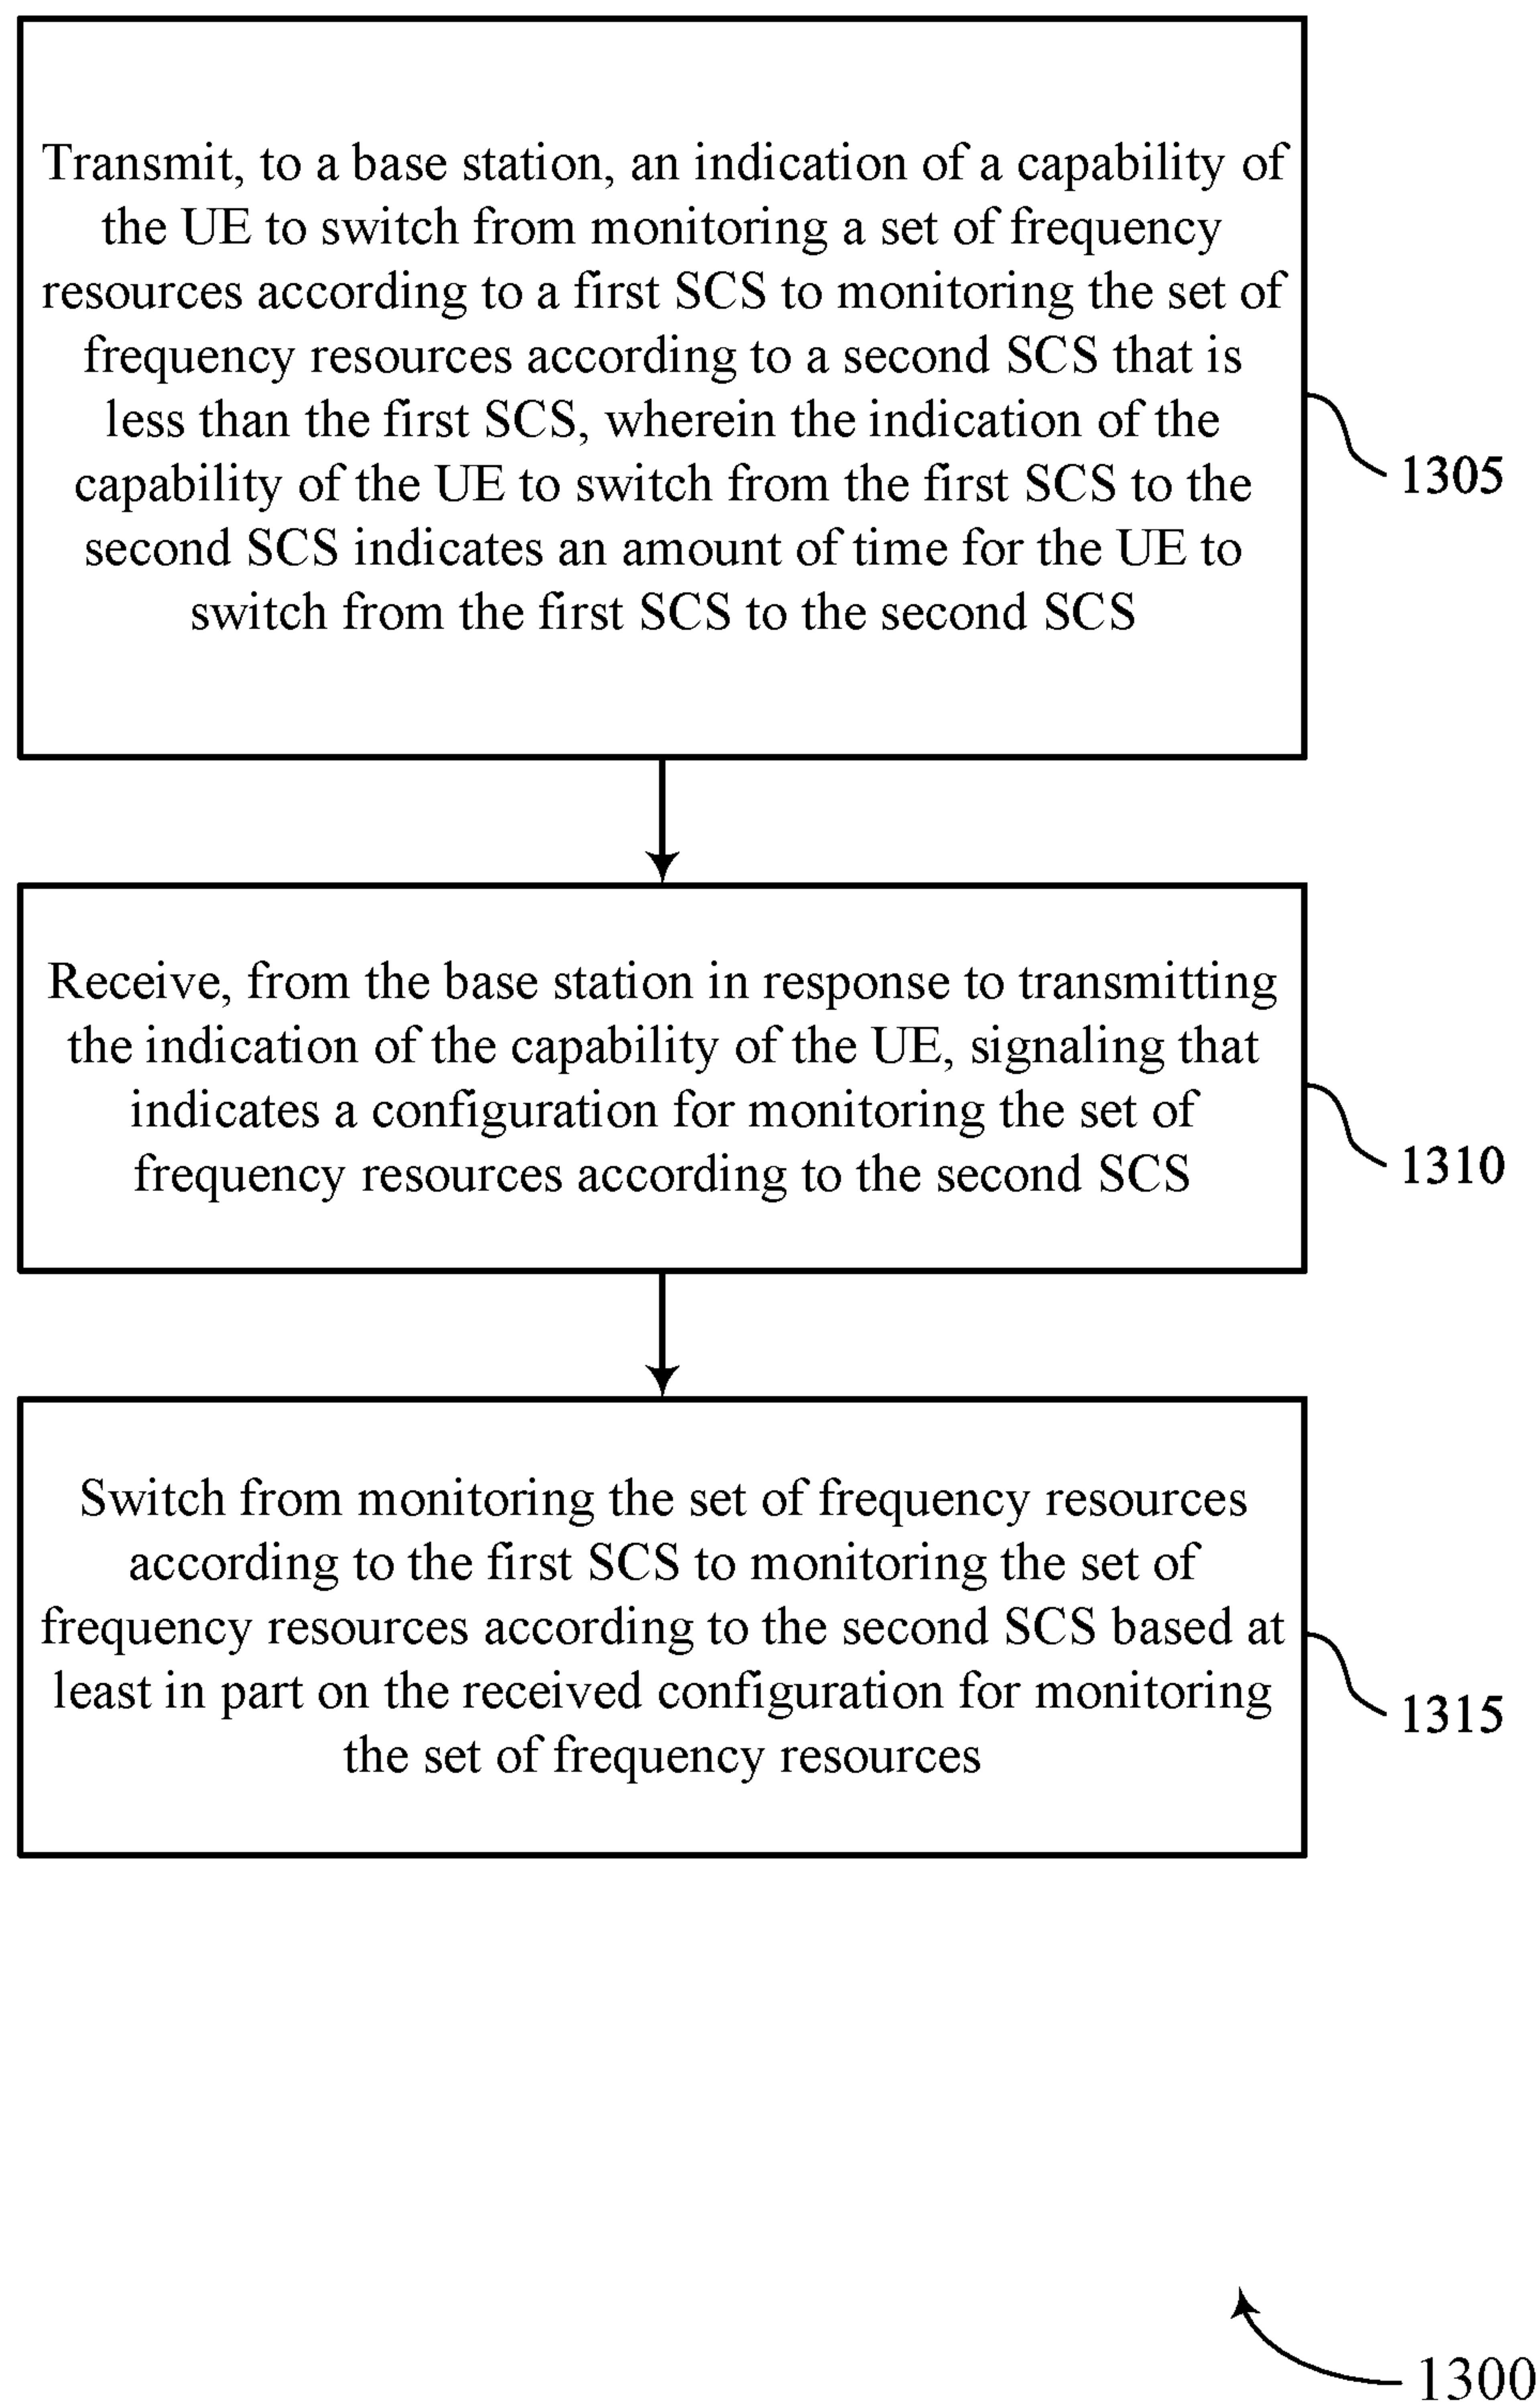 Transmit, to a base station, an indication of a capability of
the UE to switch from monitoring a set of frequency
resources according to a first SCS to monitoring the set of
frequency resources according to a second SCS that is
less than the first SCS, wherein the indication of the
capability of the UE to switch from the first SCS to the
second SCS indicates an amount of time for the UE to
switch from the first SCS to the second SCS
1305
Receive, from the base station in response to transmitting
the indication of the capability of the UE, signaling that
indicates a configuration for monitoring the set of
frequency resources according to the second SCS
1310
Switch from monitoring the set of frequency resources
according to the first SCS to monitoring the set of
frequency resources according to the second SCS based at
least in part on the received configuration for monitoring
the set of frequency resources
1315
1300